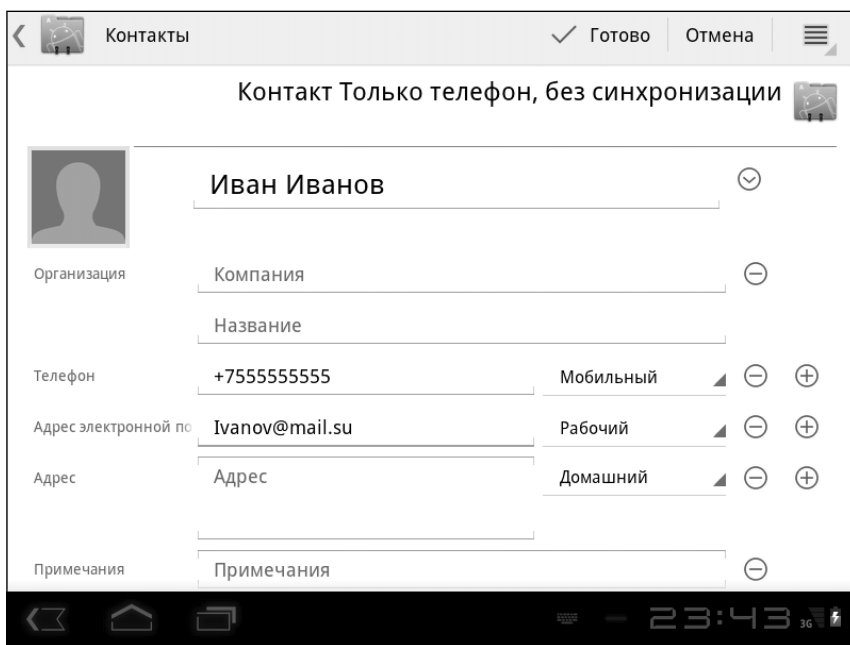 Контакты Готово Отмена
Контакт Только телефон, без синхронизации
Иван Иванов
Организация Компания
Название
Телефон +7555555555 Мобильный
Адрес электронной по Ivanov@mail.su Рабочий
Адрес Адрес Домашний
Примечания Примечания
23:43 3G